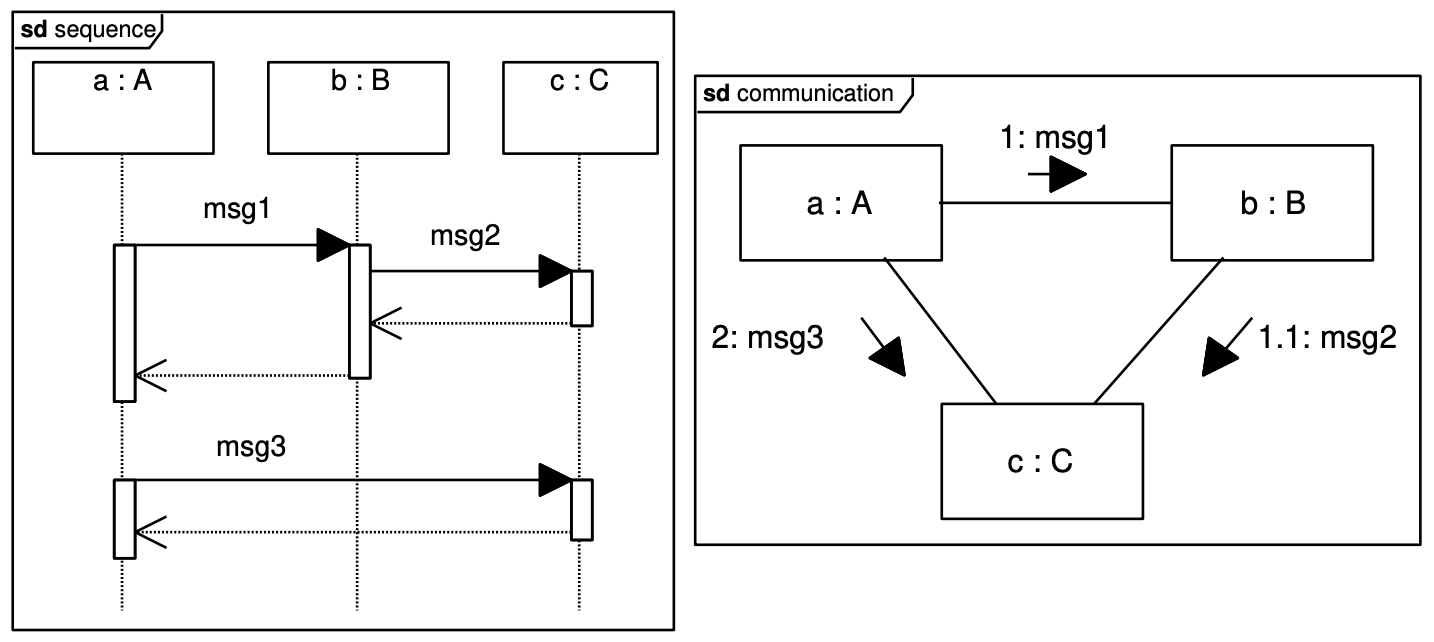 sd sequence
a : A
b : B
c : C
msg1
msg2
msg3
sd communication
1: msg1
a : A
b : B
2: msg3
1.1: msg2
c : C